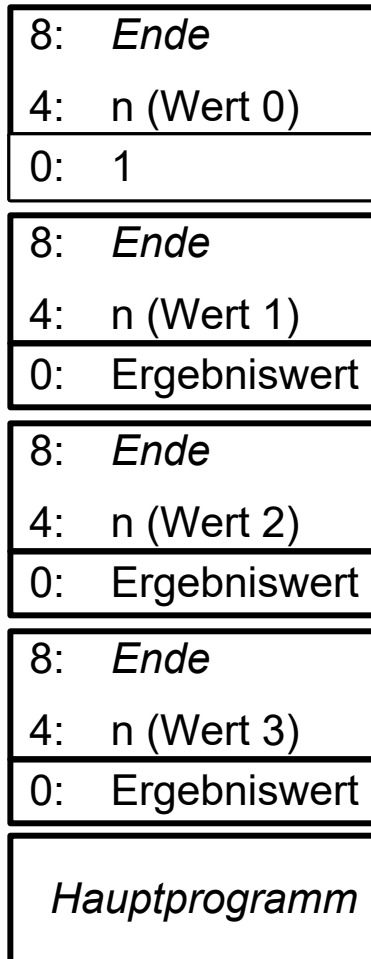 8: Ende
4: n (Wert 0)
0: 1
8: Ende
4: n (Wert 1)
0: Ergebniswert
8: Ende
4: n (Wert 2)
0: Ergebniswert
8: Ende
4: n (Wert 3)
0: Ergebniswert
Hauptprogramm